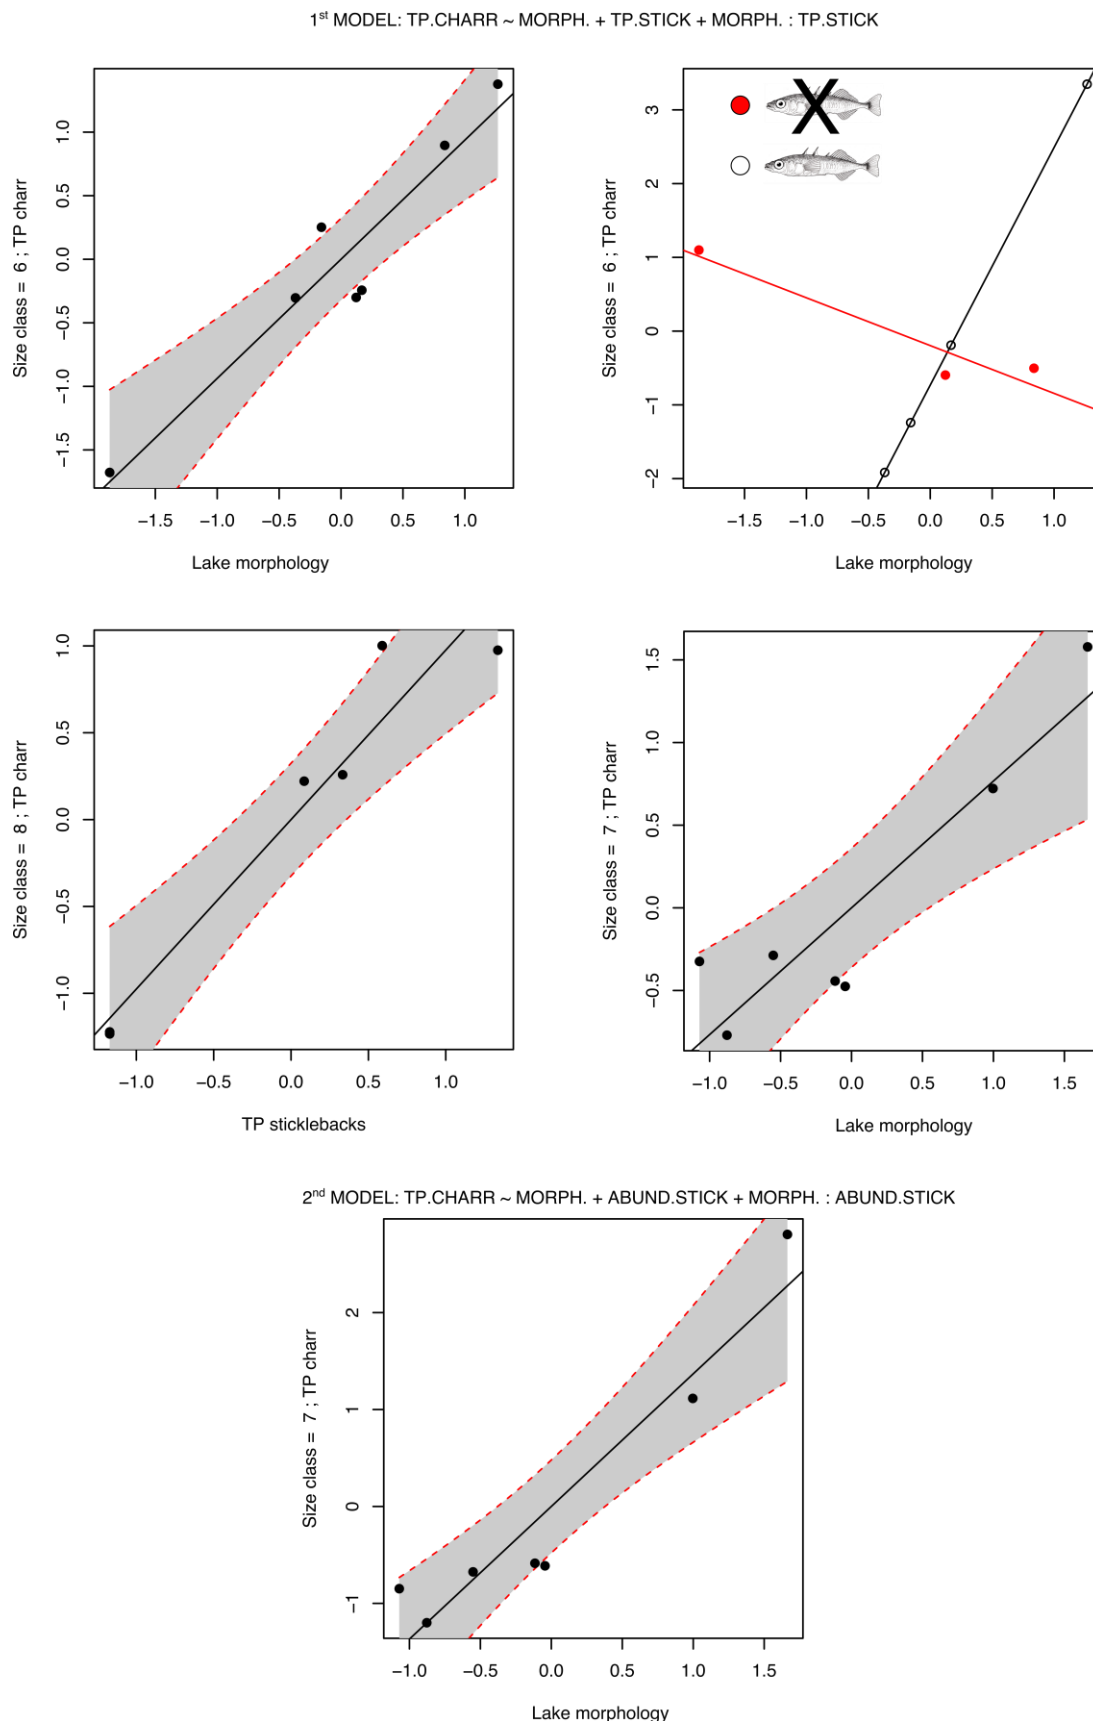 1st MODEL: TP.CHARR ~ MORPH. + TP.STICK + MORPH. : TP.STICK
Size class = 6 ; TP charr
1.0
0.5
0.0
−0.5
−1.0
−1.5
−1.5 −1.0 −0.5 0.0 0.5 1.0
Lake morphology
Size class = 6 ; TP charr
3
2
1
0
−1
−2
X
−1.5 −1.0 −0.5 0.0 0.5 1.0
Lake morphology
Size class = 8 ; TP charr
1.0
0.5
0.0
−0.5
−1.0
−1.0 −0.5 0.0 0.5 1.0
TP sticklebacks
Size class = 7 ; TP charr
1.5
1.0
0.5
0.0
−0.5
−1.0 −0.5 0.0 0.5 1.0 1.5
Lake morphology
2nd MODEL: TP.CHARR ~ MORPH. + ABUND.STICK + MORPH. : ABUND.STICK
Size class = 7 ; TP charr
2
1
0
−1
−1.0 −0.5 0.0 0.5 1.0 1.5
Lake morphology